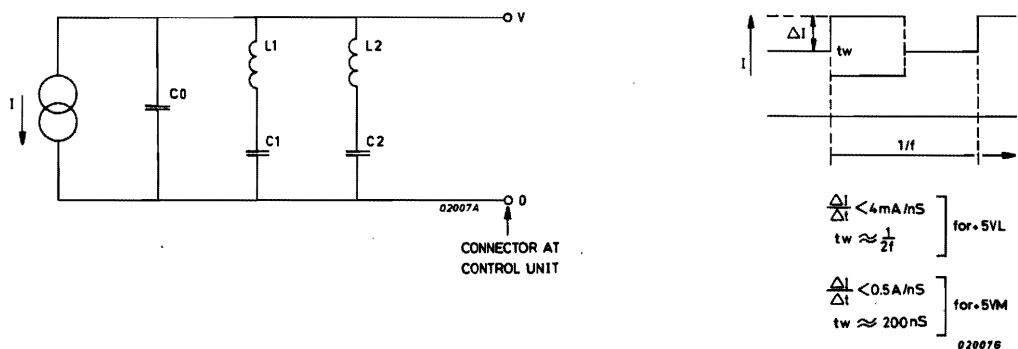 V
L1
L2
I
C0
C1
C2
02007A
0
CONNECTOR AT
CONTROL UNIT
I
ΔI
tw
1/f
ΔI/Δt < 4mA/nS
tw ≈ 1/2f
for+5VL
ΔI/Δt < 0.5A/nS
tw ≈ 200nS
for+5VM
02007B